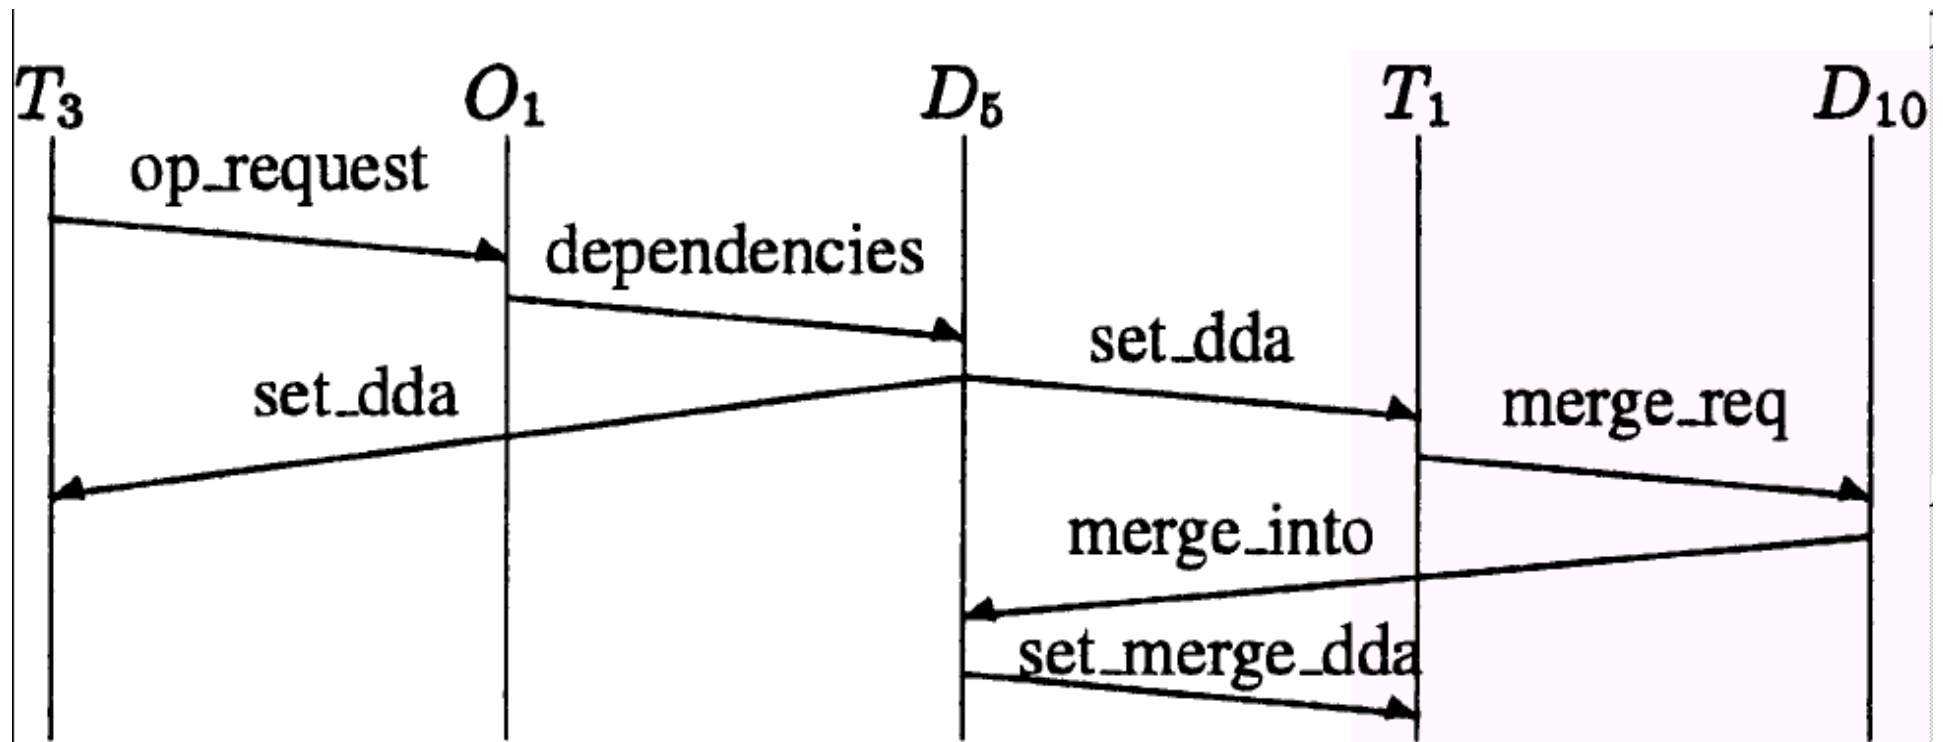 T₃ O₁ D₅ T₁ D₁₀
op_request
dependencies
set_dda
set_dda
merge_req
merge_into
set_merge_dda